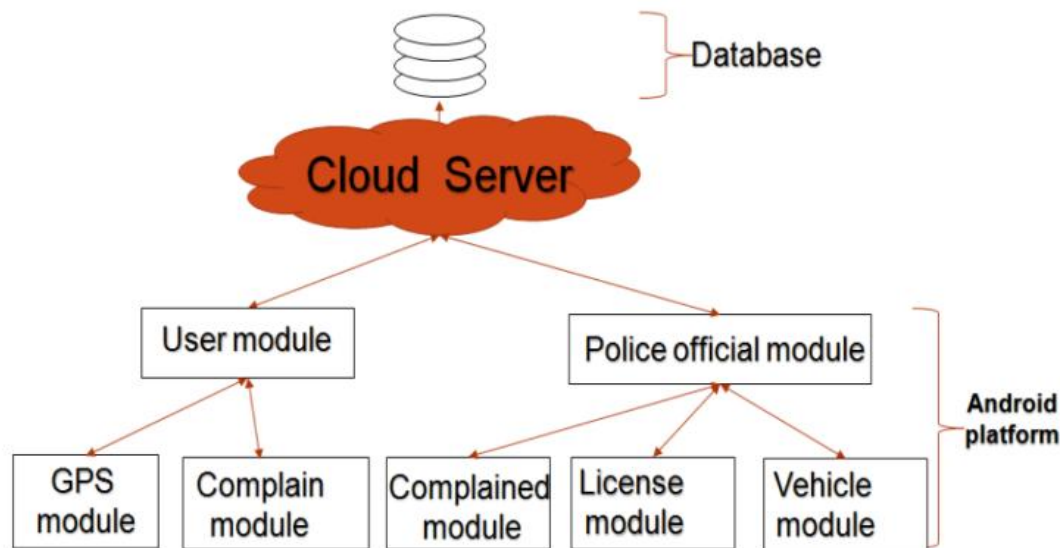 Database
Cloud Server
User module
Police official module
Android
platform
GPS
module
Complain
module
Complained
module
License
module
Vehicle
module